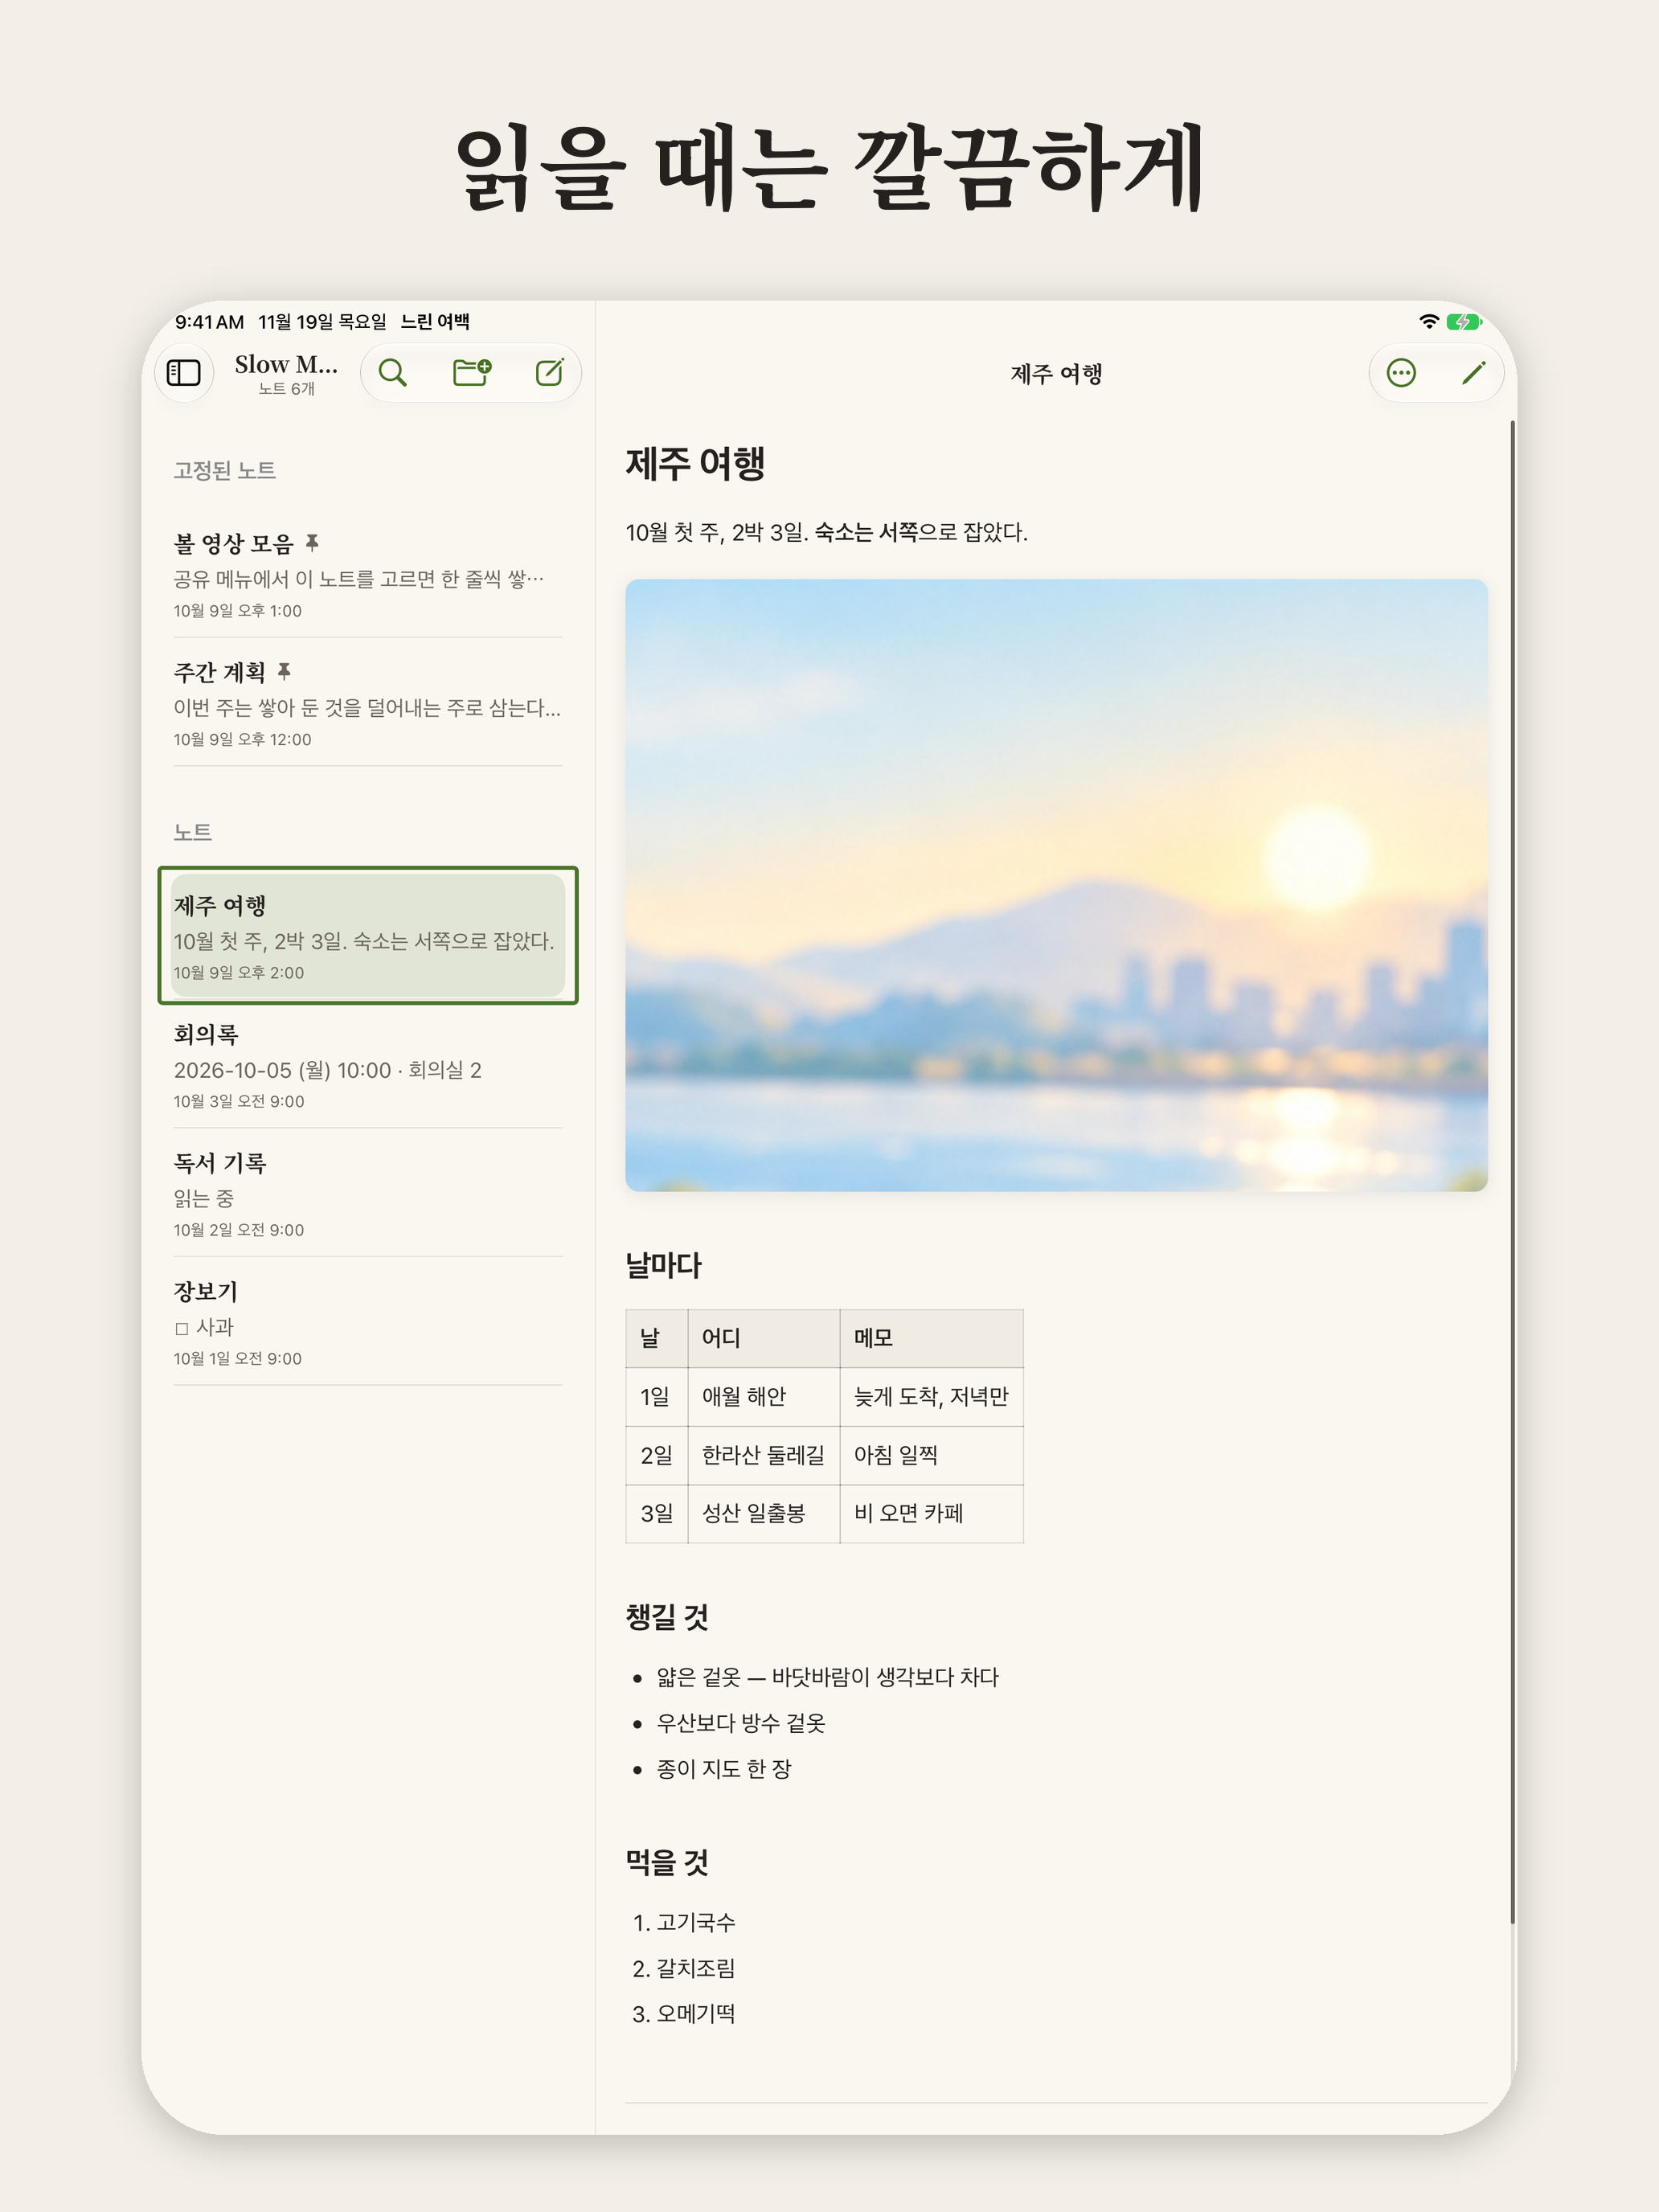 읽을 때는 깔끔하게
9:41 AM 11월 19일 목요일 느린 여백
Slow M...
노트 6개
제주 여행
고정된 노트
볼 영상 모음
공유 메뉴에서 이 노트를 고르면 한 줄씩 쌓…
10월 9일 오후 1:00
주간 계획
이번 주는 쌓아 둔 것을 덜어내는 주로 삼는다...
10월 9일 오후 12:00
노트
제주 여행
10월 첫 주, 2박 3일. 숙소는 서쪽으로 잡았다.
10월 9일 오후 2:00
회의록
2026-10-05 (월) 10:00 · 회의실 2
10월 3일 오전 9:00
독서 기록
읽는 중
10월 2일 오전 9:00
장보기
□ 사과
10월 1일 오전 9:00
제주 여행
10월 첫 주, 2박 3일. 숙소는 서쪽으로 잡았다.
날마다
날 어디 메모
1일 애월 해안 늦게 도착, 저녁만
2일 한라산 둘레길 아침 일찍
3일 성산 일출봉 비 오면 카페
챙길 것
• 얇은 겉옷 — 바닷바람이 생각보다 차다
• 우산보다 방수 겉옷
• 종이 지도 한 장
먹을 것
1. 고기국수
2. 갈치조림
3. 오메기떡